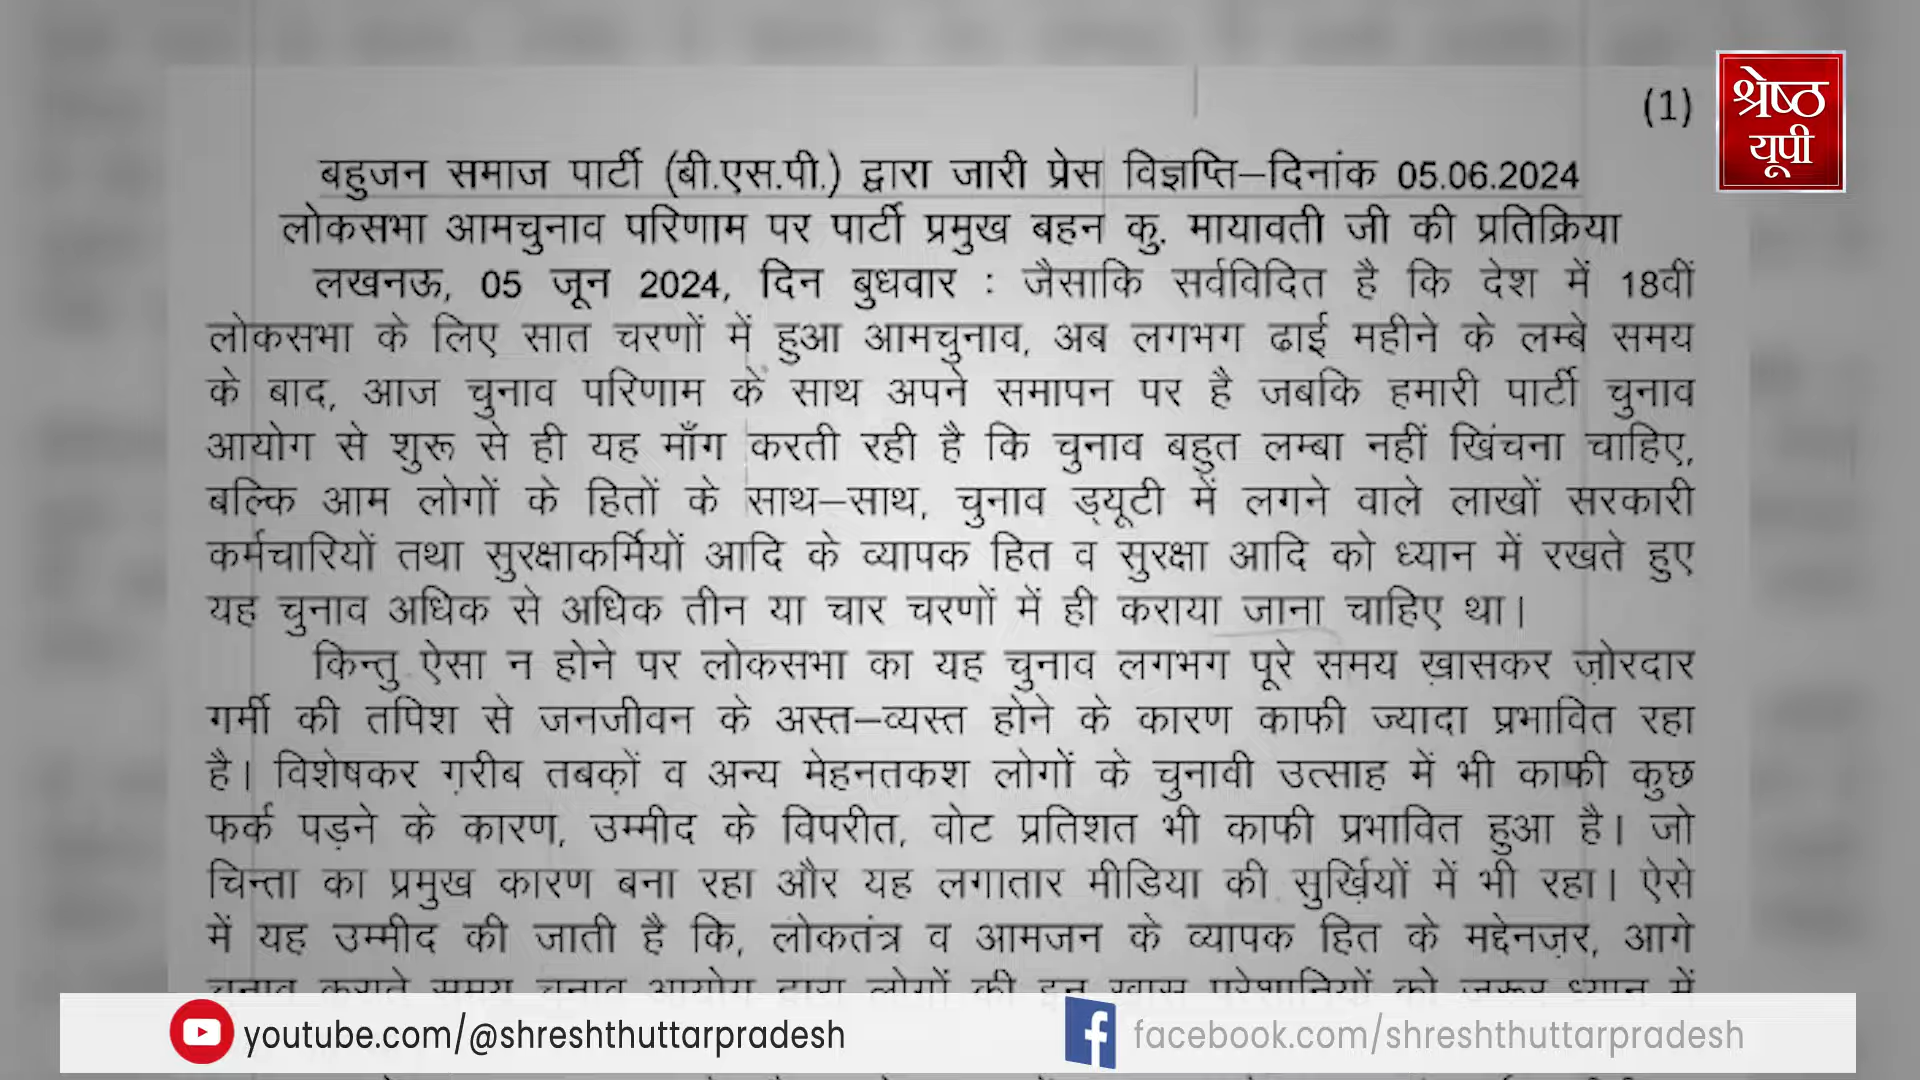 (1)
श्रेष्ठ
यूपी
बहुजन समाज पार्टी (बी.एस.पी.) द्वारा जारी प्रेस विज्ञप्ति–दिनांक 05.06.2024
लोकसभा आमचुनाव परिणाम पर पार्टी प्रमुख बहन कु. मायावती जी की प्रतिक्रिया
लखनऊ, 05 जून 2024, दिन बुधवार : जैसाकि सर्वविदित है कि देश में 18वीं
लोकसभा के लिए सात चरणों में हुआ आमचुनाव, अब लगभग ढाई महीने के लम्बे समय
के बाद, आज चुनाव परिणाम के साथ अपने समापन पर है जबकि हमारी पार्टी चुनाव
आयोग से शुरू से ही यह माँग करती रही है कि चुनाव बहुत लम्बा नहीं खिंचना चाहिए,
बल्कि आम लोगों के हितों के साथ–साथ, चुनाव ड्यूटी में लगने वाले लाखों सरकारी
कर्मचारियों तथा सुरक्षाकर्मियों आदि के व्यापक हित व सुरक्षा आदि को ध्यान में रखते हुए
यह चुनाव अधिक से अधिक तीन या चार चरणों में ही कराया जाना चाहिए था।
किन्तु ऐसा न होने पर लोकसभा का यह चुनाव लगभग पूरे समय ख़ासकर ज़ोरदार
गर्मी की तपिश से जनजीवन के अस्त–व्यस्त होने के कारण काफी ज्यादा प्रभावित रहा
है। विशेषकर ग़रीब तबक़ों व अन्य मेहनतकश लोगों के चुनावी उत्साह में भी काफी कुछ
फर्क पड़ने के कारण, उम्मीद के विपरीत, वोट प्रतिशत भी काफी प्रभावित हुआ है। जो
चिन्ता का प्रमुख कारण बना रहा और यह लगातार मीडिया की सुर्ख़ियों में भी रहा। ऐसे
में यह उम्मीद की जाती है कि, लोकतंत्र व आमजन के व्यापक हित के मद्देनज़र, आगे
चुनाव कराते समय चुनाव आयोग द्वारा लोगों की इन खास परेशानियों को जरूर ध्यान में
youtube.com/@shreshthuttarpradesh
facebook.com/shreshthuttarpradesh